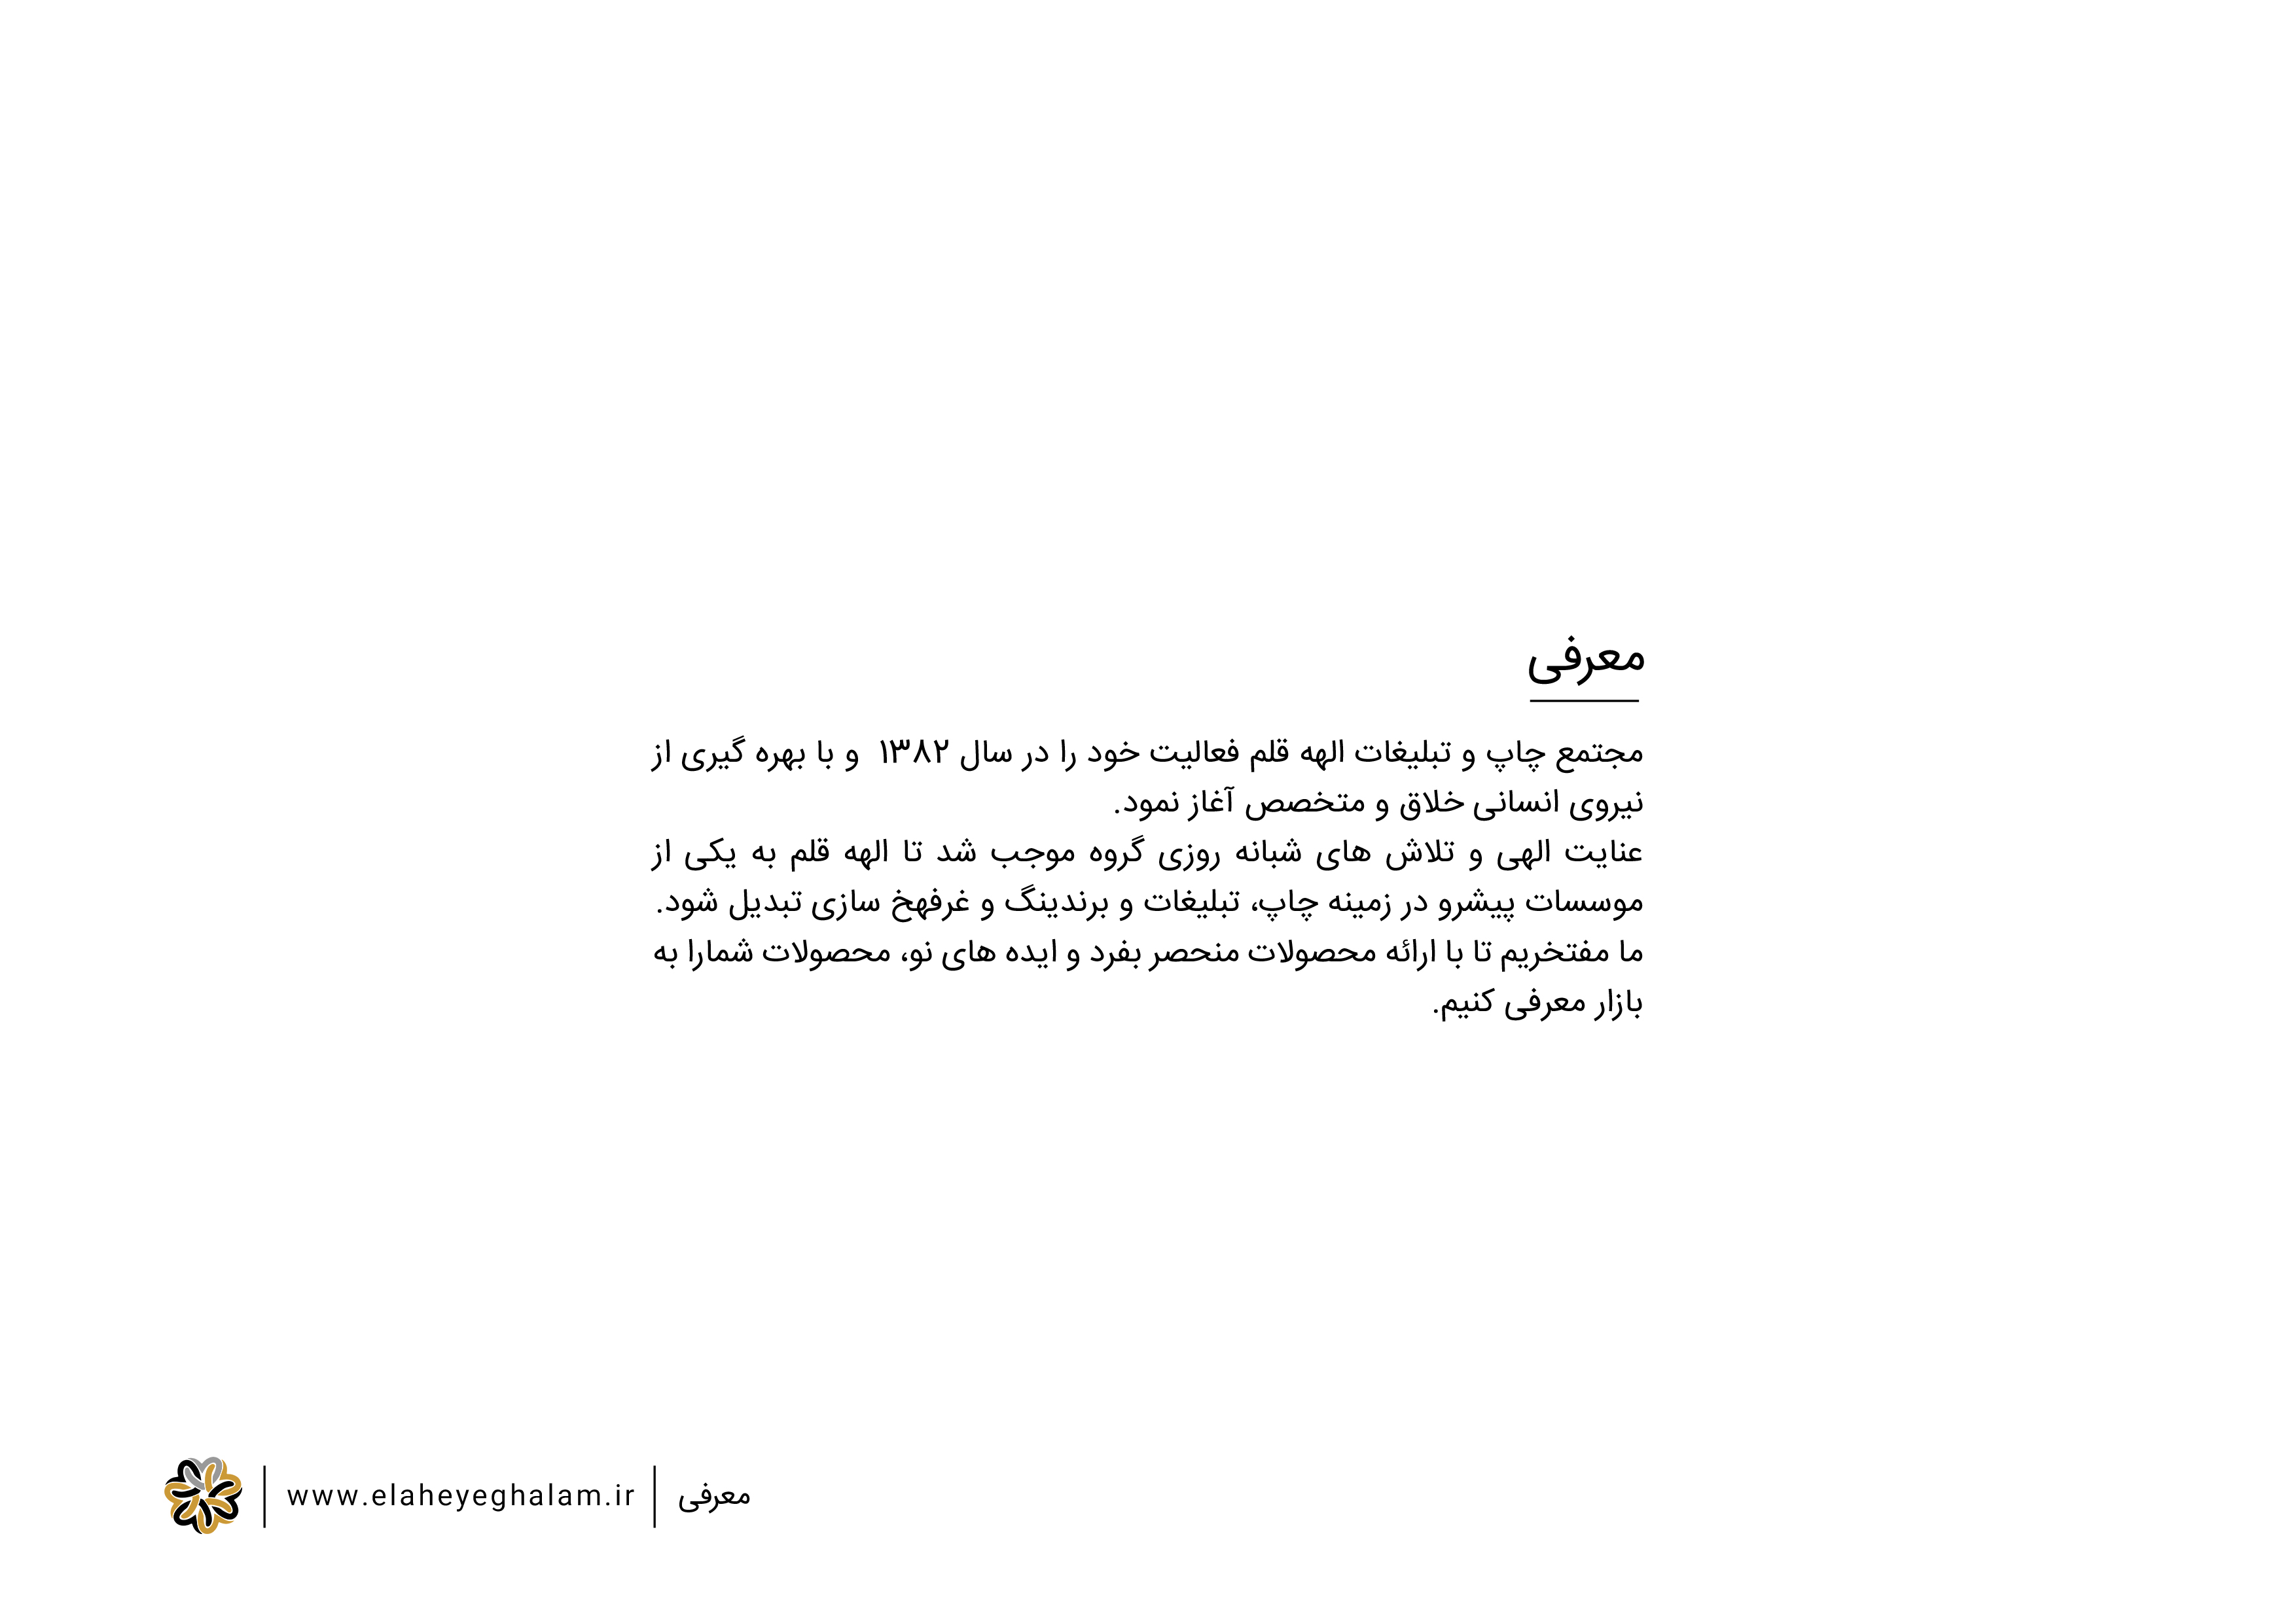 معرفی
مجتمع چاپ و تبلیغات الهه قلم فعالیت خود را در سال ۱۳۸۲ و با بهره گیری از
نیروی انسانی خلاق و متخصص آغاز نمود.
عنایت الهی و تلاش های شبانه روزی گروه موجب شد تا الهه قلم به یکی از
موسسات پیشرو در زمینه چاپ، تبلیغات و برندینگ و غرفهخ سازی تبدیل شود.
ما مفتخریم تا با ارائه محصولات منحصر بفرد و ایده های نو، محصولات شمارا به
بازار معرفی کنیم.
www.elaheyeghalam.ir | معرفی